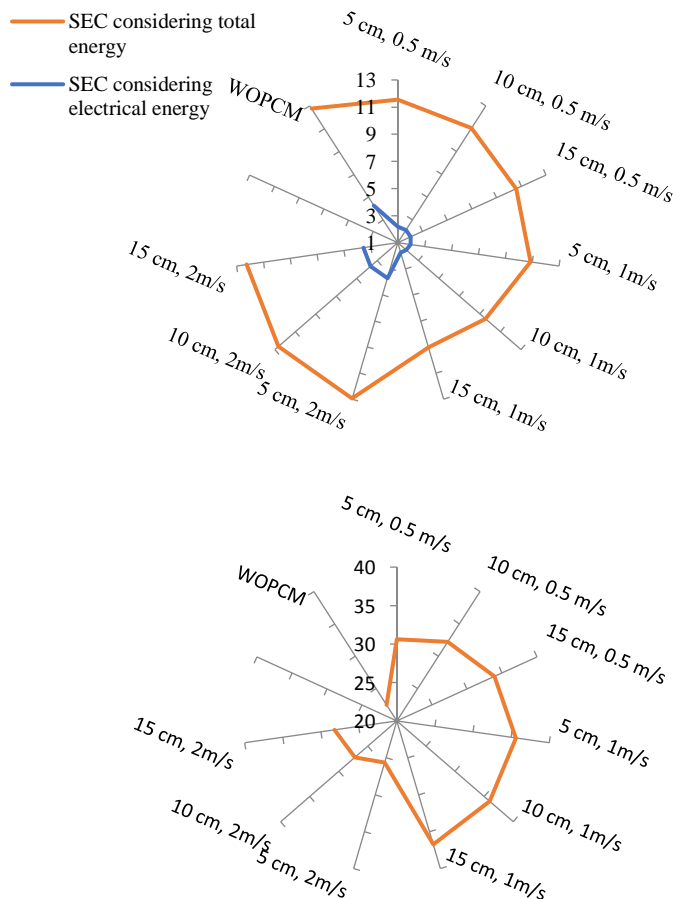 SEC considering total
energy
SEC considering
electrical energy
5 cm, 0.5 m/s
10 cm, 0.5 m/s
15 cm, 0.5 m/s
5 cm, 1m/s
10 cm, 1m/s
15 cm, 1m/s
5 cm, 2m/s
10 cm, 2m/s
15 cm, 2m/s
WOPCM
13
11
9
7
5
3
1
5 cm, 0.5 m/s
10 cm, 0.5 m/s
15 cm, 0.5 m/s
5 cm, 1m/s
10 cm, 1m/s
15 cm, 1m/s
5 cm, 2m/s
10 cm, 2m/s
15 cm, 2m/s
WOPCM
40
35
30
25
20